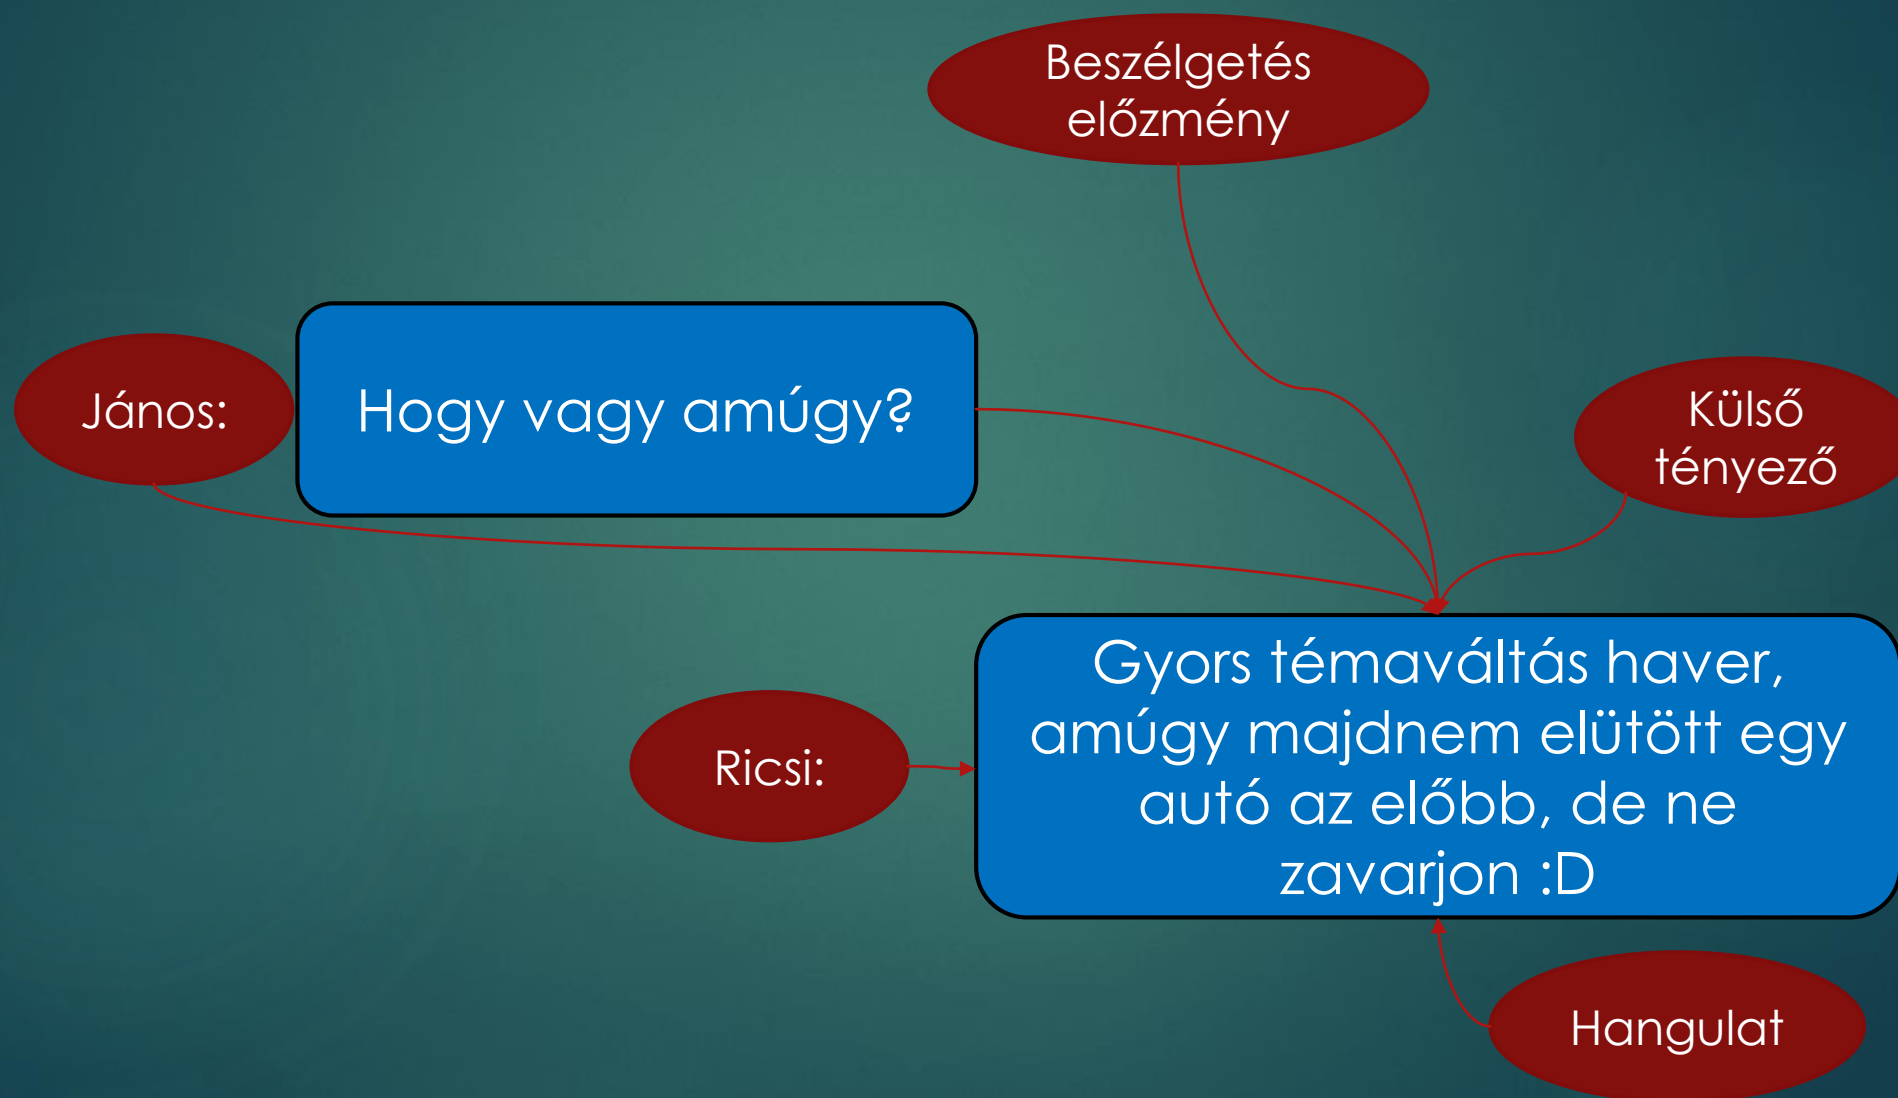 Beszélgetés
előzmény
János:
Hogy vagy amúgy?
Külső
tényező
Ricsi:
Gyors témaváltás haver,
amúgy majdnem elütött egy
autó az előbb, de ne
zavarjon :D
Hangulat